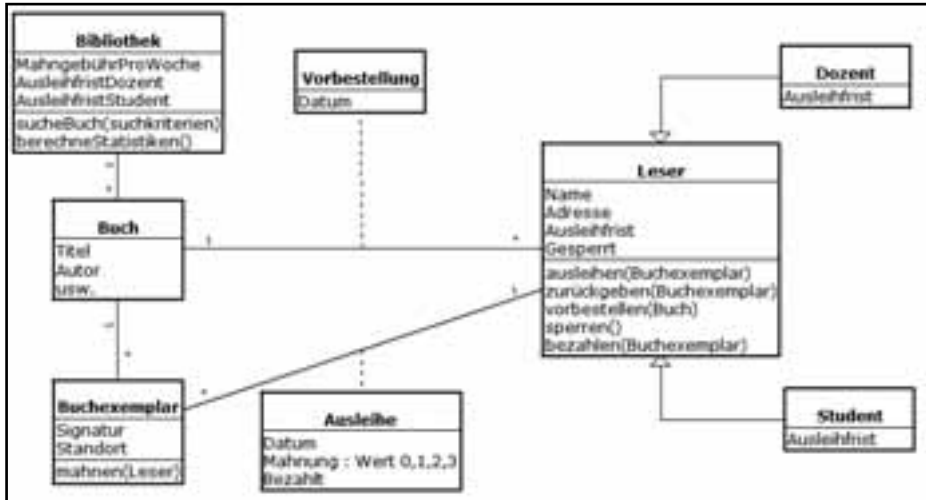 Bibliothek
MahngebührProWoche
AusleihfristDozent
AusleihfristStudent
sucheBuch(suchkriterien)
berechneStatistiken()
Vorbestellung
Datum
Dozent
Ausleihfrist
Leser
Name
Adresse
Ausleihfrist
Gesperrt
ausleihen(Buchexemplar)
zurückgeben(Buchexemplar)
vorbestellen(Buch)
sperren()
bezahlen(Buchexemplar)
Buch
Titel
Autor
usw.
1
*
*
Buchexemplar
Signatur
Standort
mahnen(Leser)
*
Ausleihe
Datum
Mahnung : Wert 0,1,2,3
Bezahlt
Student
Ausleihfrist